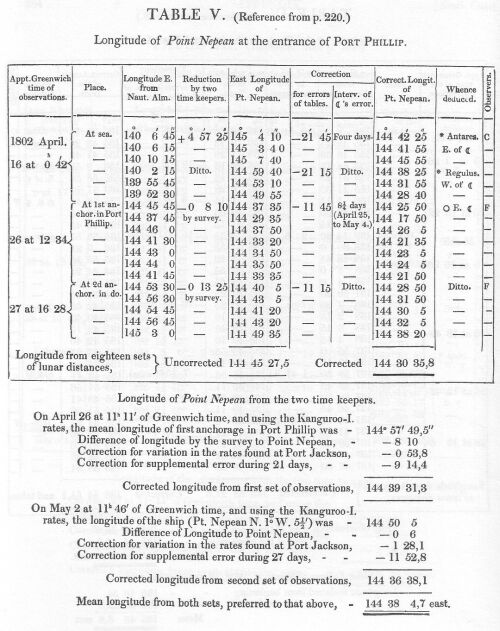 TABLE V. (Reference from p. 220.)
Longitude of Point Nepean at the entrance of PORT PHILLIP.
Appt. Greenwich time of observations. Place. Longitude E. from Naut. Alm. Reduction by two time keepers. East Longitude of Pt. Nepean. Correction for errors of tables. Interv. of ☾'s error. Correct. Longit. of Pt. Nepean. Whence deduced. Observers.
1802 April. At sea. 140 6 45 +4 57 25 145 4 10 —21 45 Four days. 144 42 25 * Antares. C
— 140 6 15 — 145 3 40 — — 144 41 55 E. of ☾ —
16 at 0 42 — 140 10 15 — 145 7 40 — — 144 45 55 — —
— 140 2 15 Ditto. 144 59 40 —21 15 Ditto. 144 38 25 * Regulus. —
— 139 55 45 — 144 53 10 — — 144 31 55 W. of ☾ —
— 139 52 30 — 144 49 55 — — 144 28 40 — —
At 1st an- 144 45 45 —0 8 10 144 37 35 —11 45 8¼ days 144 25 50 ○ E. ☾ F
chor. in Port 144 37 45 by survey. 144 29 35 — (April 25, 144 17 50 — —
Phillip. 144 46 0 — 144 37 50 — to May 4.) 144 26 5 — —
26 at 12 34 — 144 41 30 — 144 33 20 — — 144 21 35 — —
— 144 43 0 — 144 34 50 — — 144 23 5 — —
— 144 44 0 — 144 35 50 — — 144 24 5 — —
— 144 41 45 — 144 33 35 — — 144 21 50 — —
At 2d an- 144 53 30 —0 13 25 144 40 5 —11 15 Ditto. 144 28 50 Ditto. F
chor. in do. 144 56 30 by survey. 144 43 5 — — 144 31 50 — —
27 at 16 28 — 144 54 45 — 144 41 20 — — 144 30 5 — —
— 144 56 45 — 144 43 20 — — 144 32 5 — —
— 145 3 0 — 144 49 35 — — 144 38 20 — —
Longitude from eighteen sets of lunar distances, } Uncorrected 144 45 27,5 Corrected 144 30 35,8
Longitude of Point Nepean from the two time keepers.
On April 26 at 11h 11' of Greenwich time, and using the Kanguroo-I.
rates, the mean longitude of first anchorage in Port Phillip was - 144° 57' 49,5"
Difference of longitude by the survey to Point Nepean, - — 8 10
Correction for variation in the rates found at Port Jackson, — 0 53,8
Correction for supplemental error during 21 days, - - — 9 14,4
Corrected longitude from first set of observations, 144 39 31,3
On May 2 at 11h 46' of Greenwich time, and using the Kanguroo-I.
rates, the longitude of the ship (Pt. Nepean N. 1° W. 5½') was - 144 50 5
Difference of Longitude to Point Nepean, - - —0 6
Correction for variation in the rates found at Port Jackson, — 1 28,1
Correction for supplemental error during 27 days, - - — 11 52,8
Corrected longitude from second set of observations, 144 36 38,1
Mean longitude from both sets, preferred to that above, - 144 38 4,7 east.